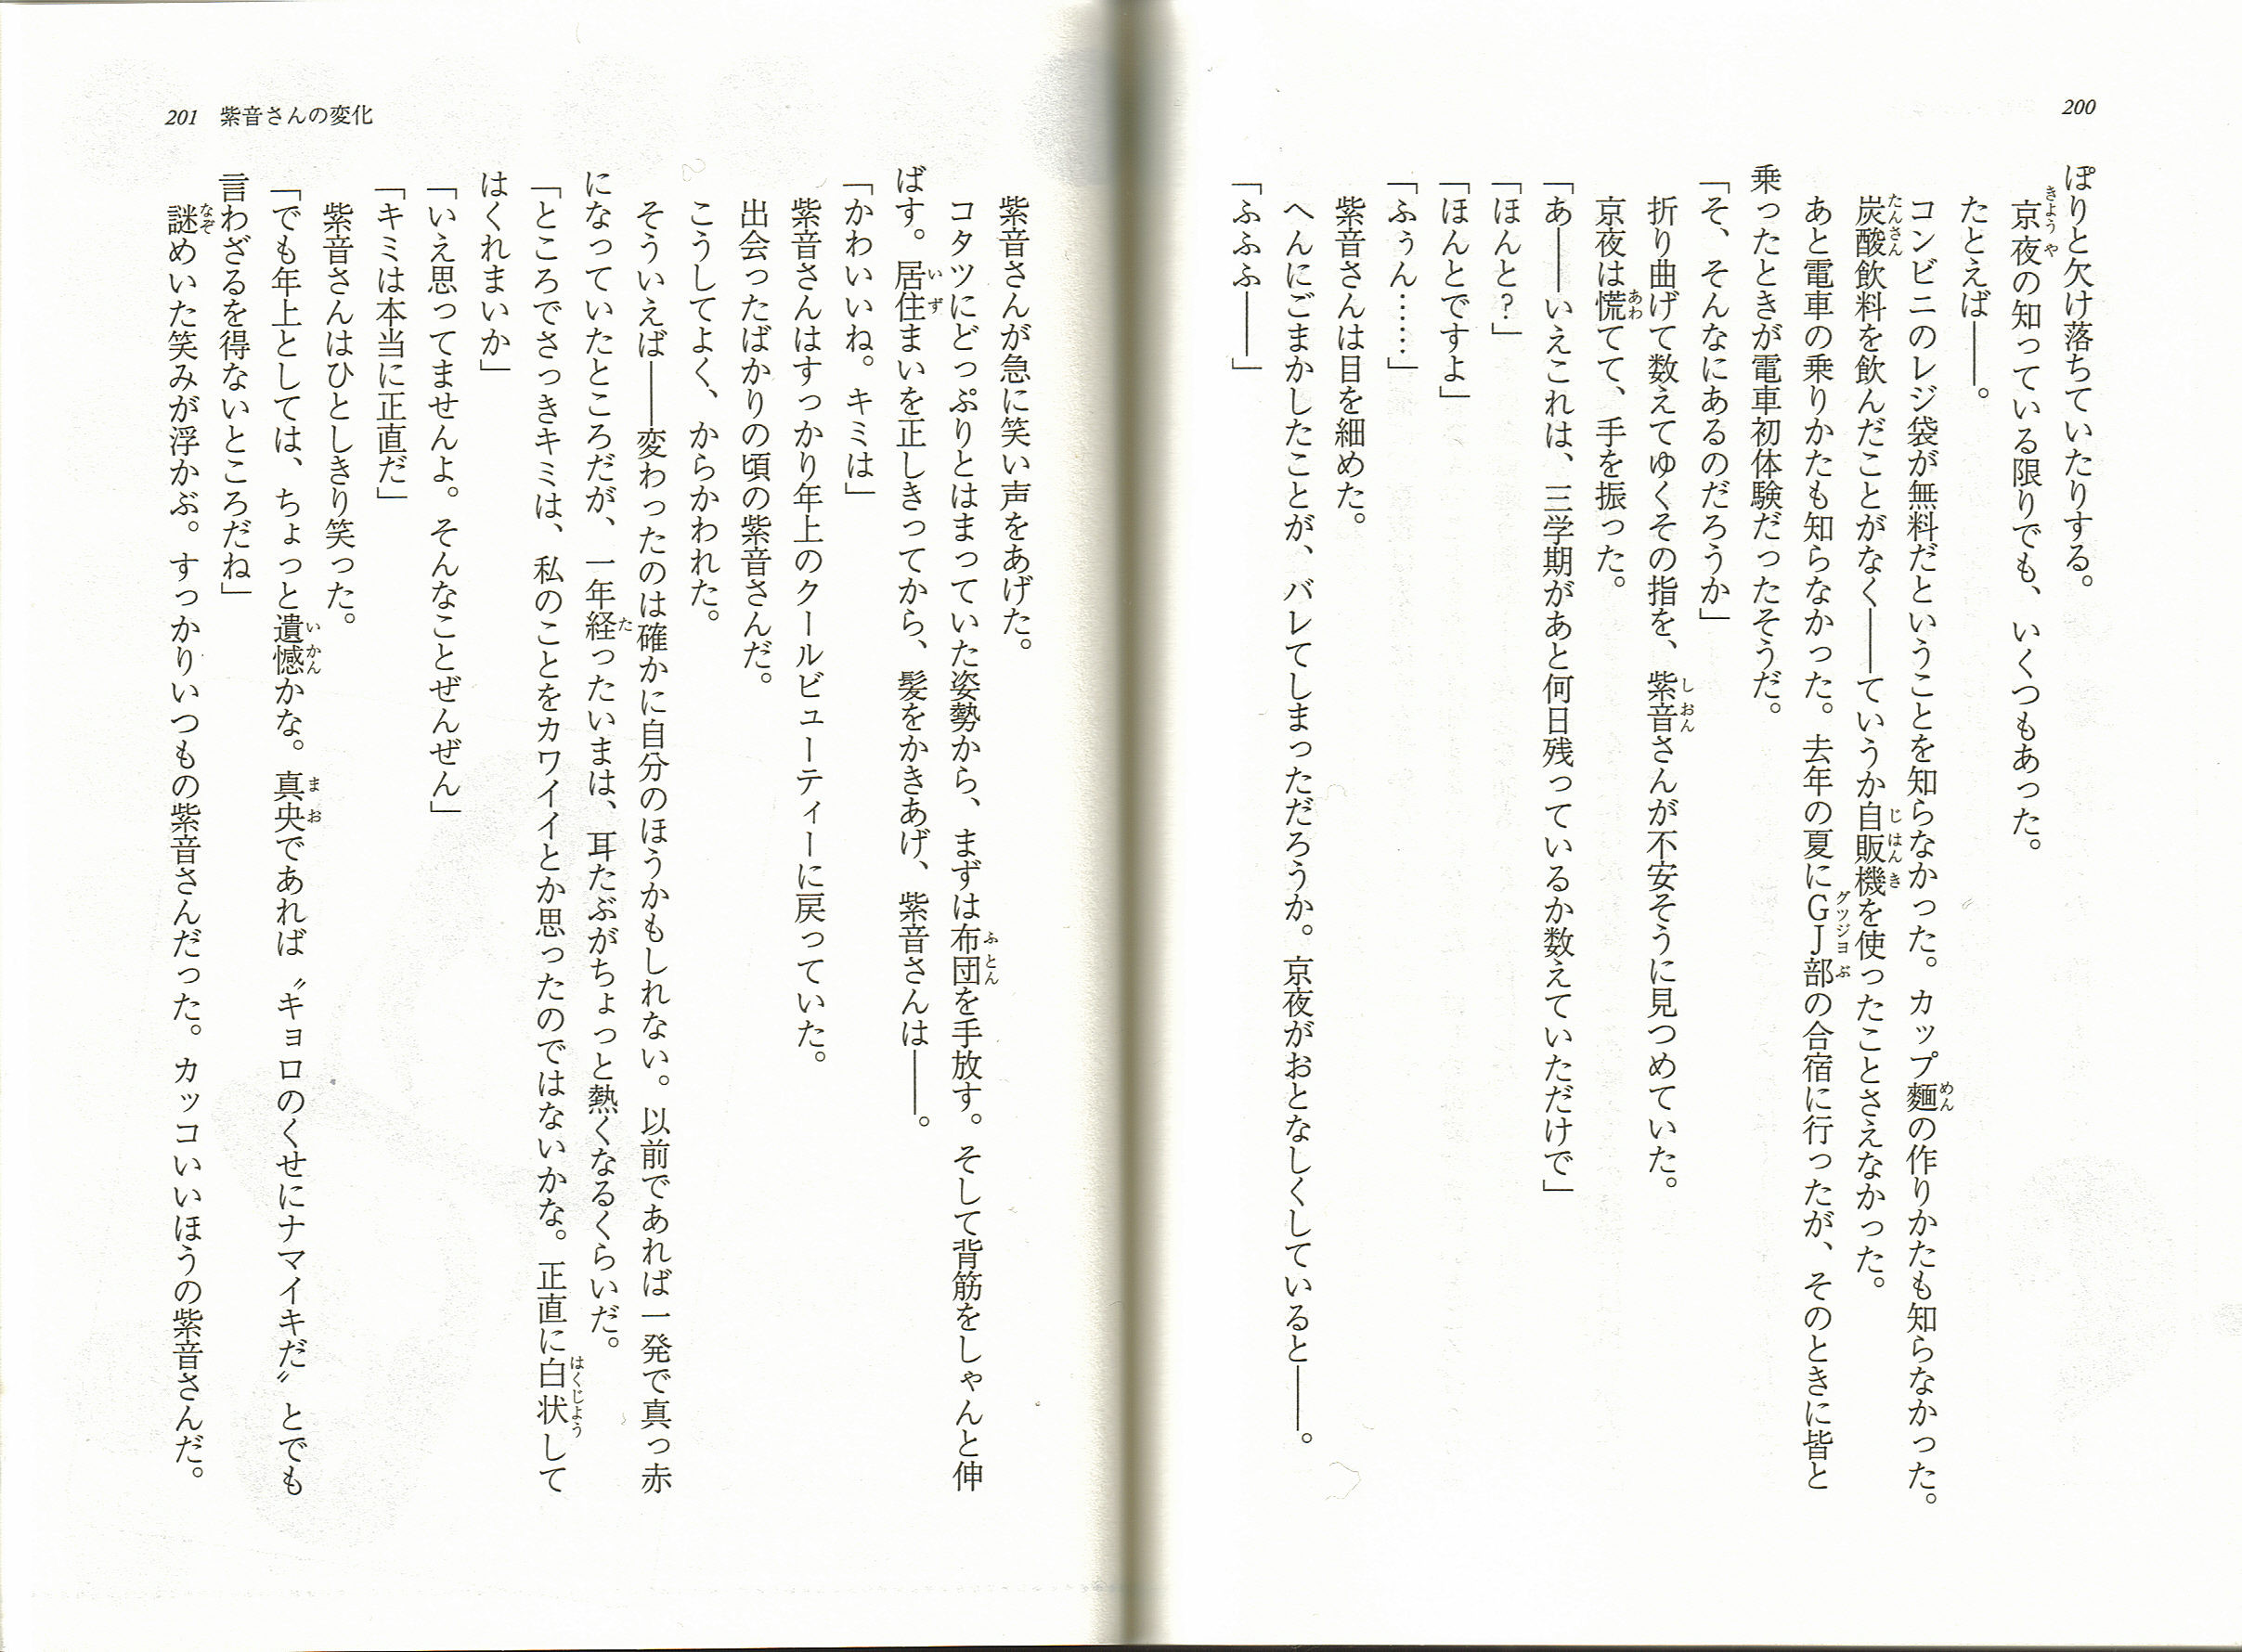 200
ぽりと欠け落ちていたりする。
　京夜の知っている限りでも、いくつもあった。
　たとえば――。
　コンビニのレジ袋が無料だということを知らなかった。カップ麺の作りかたも知らなかった。
　炭酸飲料を飲んだことがなく――ていうか自販機を使ったことさえなかった。
　あと電車の乗りかたも知らなかった。去年の夏にＧＪ部の合宿に行ったが、そのときに皆と
乗ったときが電車初体験だったそうだ。
「そ、そんなにあるのだろうか」
　折り曲げて数えてゆくその指を、紫音さんが不安そうに見つめていた。
　京夜は慌てて、手を振った。
「あ――いえこれは、三学期があと何日残っているか数えていただけで」
「ほんと？」
「ほんとですよ」
「ふぅん……」
　紫音さんは目を細めた。
　へんにごまかしたことが、バレてしまっただろうか。京夜がおとなしくしていると――。
「ふふふ――」
201　紫音さんの変化
　紫音さんが急に笑い声をあげた。
　コタツにどっぷりとはまっていた姿勢から、まずは布団を手放す。そして背筋をしゃんと伸
ばす。居住まいを正しきってから、髪をかきあげ、紫音さんは――。
「かわいいね。キミは」
　紫音さんはすっかり年上のクールビューティーに戻っていた。
　出会ったばかりの頃の紫音さんだ。
　こうしてよく、からかわれた。
　そういえば――変わったのは確かに自分のほうかもしれない。以前であれば一発で真っ赤
になっていたところだが、一年経ったいまは、耳たぶがちょっと熱くなるくらいだ。
「ところでさっきキミは、私のことをカワイイとか思ったのではないかな。正直に白状して
はくれまいか」
「いえ思ってませんよ。そんなことぜんぜん」
「キミは本当に正直だ」
　紫音さんはひとしきり笑った。
「でも年上としては、ちょっと遺憾かな。真央であれば〝キョロのくせにナマイキだ〟とでも
言わざるを得ないところだね」
　謎めいた笑みが浮かぶ。すっかりいつもの紫音さんだった。カッコいいほうの紫音さんだ。